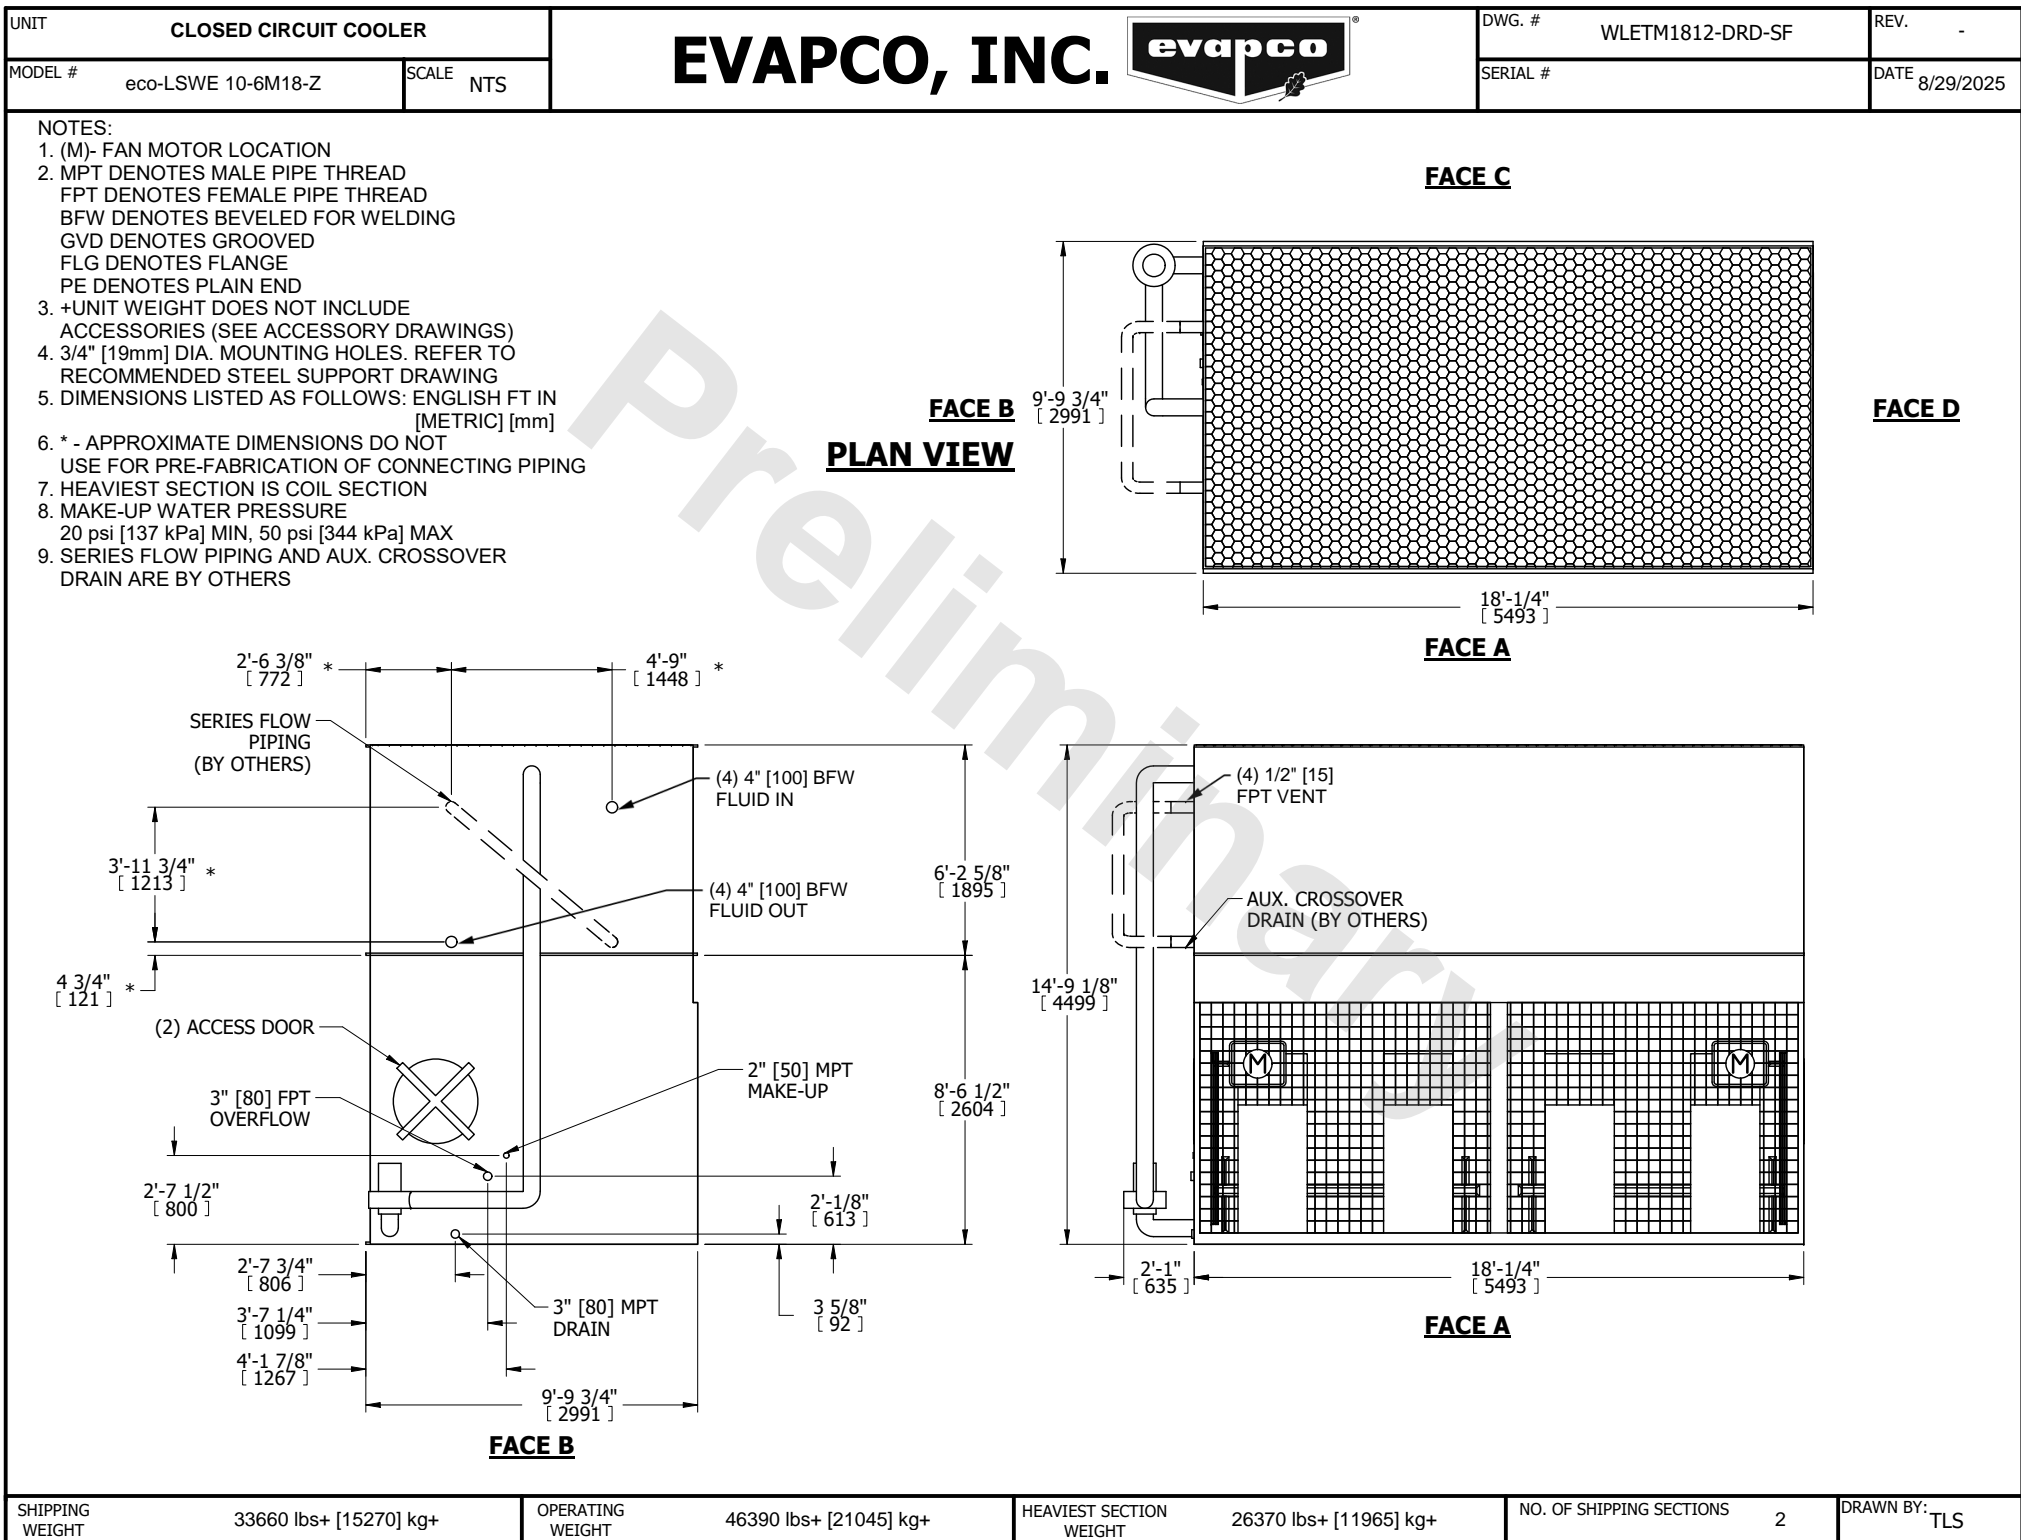 UNIT
CLOSED CIRCUIT COOLER
MODEL #
eco-LSWE 10-6M18-Z
SCALE
NTS
EVAPCO, INC.
evapco
®
DWG. #
WLETM1812-DRD-SF
REV.
-
SERIAL #
DATE
8/29/2025
NOTES:
1. (M)- FAN MOTOR LOCATION
2. MPT DENOTES MALE PIPE THREAD
FPT DENOTES FEMALE PIPE THREAD
BFW DENOTES BEVELED FOR WELDING
GVD DENOTES GROOVED
FLG DENOTES FLANGE
PE DENOTES PLAIN END
3. +UNIT WEIGHT DOES NOT INCLUDE
ACCESSORIES (SEE ACCESSORY DRAWINGS)
4. 3/4" [19mm] DIA. MOUNTING HOLES. REFER TO
RECOMMENDED STEEL SUPPORT DRAWING
5. DIMENSIONS LISTED AS FOLLOWS: ENGLISH FT IN
[METRIC] [mm]
6. * - APPROXIMATE DIMENSIONS DO NOT
USE FOR PRE-FABRICATION OF CONNECTING PIPING
7. HEAVIEST SECTION IS COIL SECTION
8. MAKE-UP WATER PRESSURE
20 psi [137 kPa] MIN, 50 psi [344 kPa] MAX
9. SERIES FLOW PIPING AND AUX. CROSSOVER
DRAIN ARE BY OTHERS
Preliminary
FACE C
FACE B
PLAN VIEW
9'-9 3/4"
[ 2991 ]
FACE D
18'-1/4"
[ 5493 ]
FACE A
2'-6 3/8" *
[ 772 ]
4'-9" *
[ 1448 ]
SERIES FLOW
PIPING
(BY OTHERS)
(4) 4" [100] BFW
FLUID IN
3'-11 3/4" *
[ 1213 ]
(4) 4" [100] BFW
FLUID OUT
6'-2 5/8"
[ 1895 ]
4 3/4" *
[ 121 ]
(2) ACCESS DOOR
3" [80] FPT
OVERFLOW
2" [50] MPT
MAKE-UP
8'-6 1/2"
[ 2604 ]
2'-7 1/2"
[ 800 ]
2'-1/8"
[ 613 ]
2'-7 3/4"
[ 806 ]
3'-7 1/4"
[ 1099 ]
4'-1 7/8"
[ 1267 ]
3" [80] MPT
DRAIN
3 5/8"
[ 92 ]
9'-9 3/4"
[ 2991 ]
FACE B
(4) 1/2" [15]
FPT VENT
AUX. CROSSOVER
DRAIN (BY OTHERS)
14'-9 1/8"
[ 4499 ]
M
M
2'-1"
[ 635 ]
18'-1/4"
[ 5493 ]
FACE A
SHIPPING
WEIGHT
33660 lbs+ [15270] kg+
OPERATING
WEIGHT
46390 lbs+ [21045] kg+
HEAVIEST SECTION
WEIGHT
26370 lbs+ [11965] kg+
NO. OF SHIPPING SECTIONS
2
DRAWN BY:
TLS